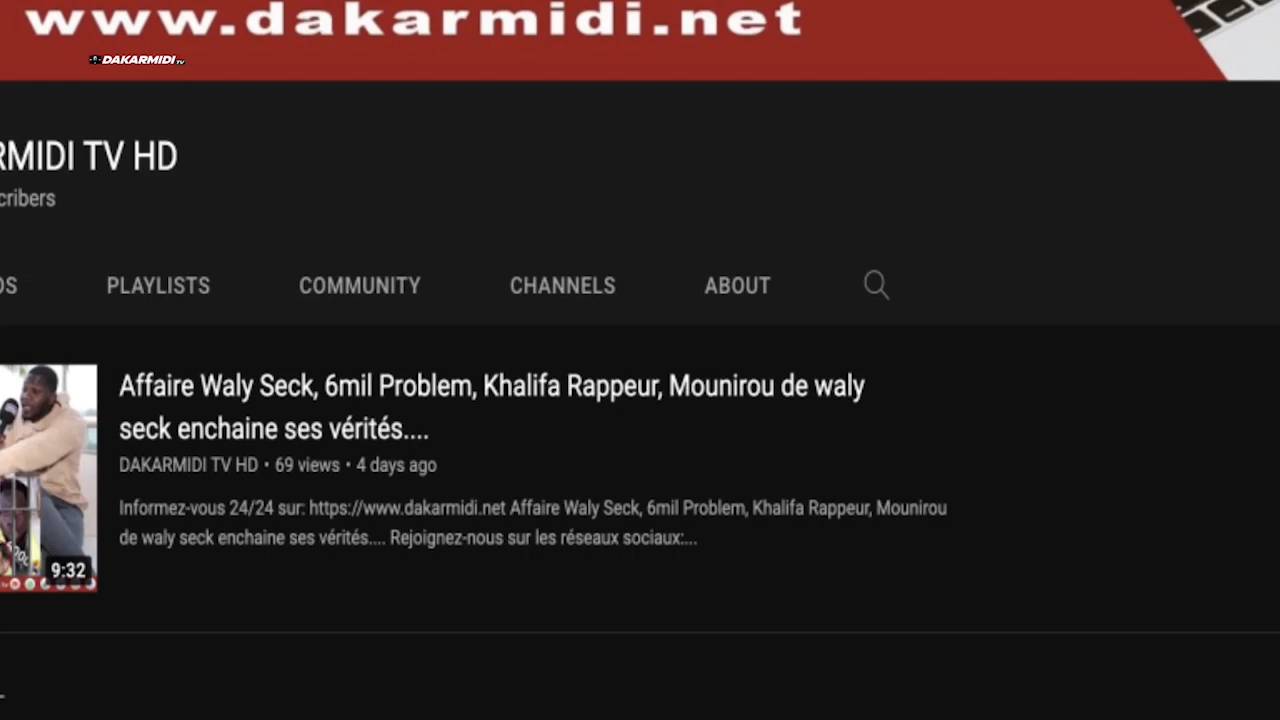 www.dakarmidi.net
DAKARMIDI TV
RMIDI TV HD
cribers
OS PLAYLISTS COMMUNITY CHANNELS ABOUT
Affaire Waly Seck, 6mil Problem, Khalifa Rappeur, Mounirou de waly
seck enchaine ses vérités....
DAKARMIDI TV HD • 69 views • 4 days ago
Informez-vous 24/24 sur: https://www.dakarmidi.net Affaire Waly Seck, 6mil Problem, Khalifa Rappeur, Mounirou
de waly seck enchaine ses vérités.... Rejoignez-nous sur les réseaux sociaux:...
9:32